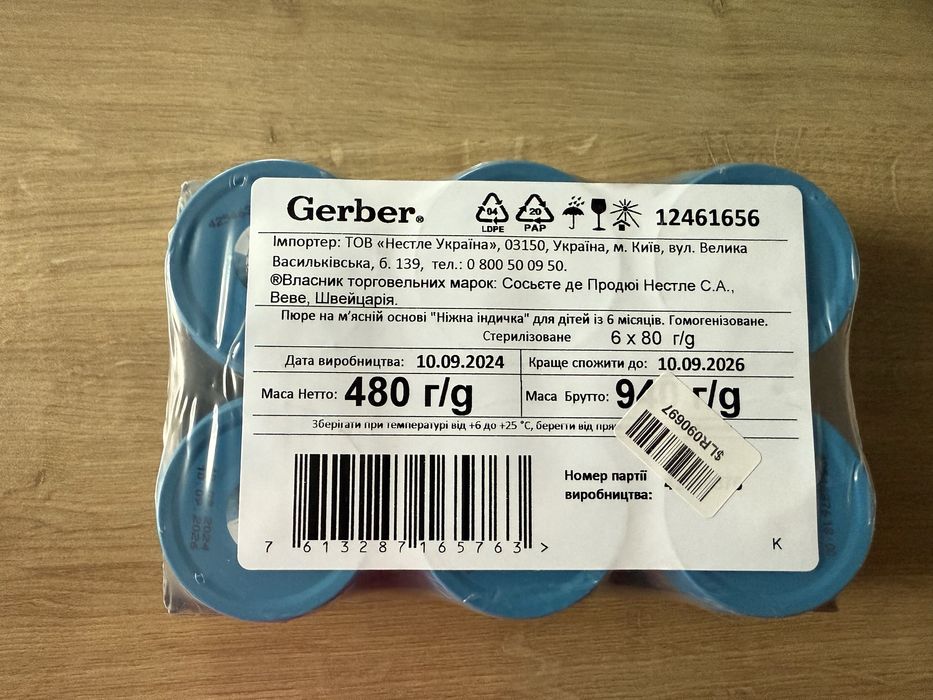 Gerber®
04
LDPE
20
PAP
12461656
Імпортер: ТОВ «Нестле Україна», 03150, Україна, м. Київ, вул. Велика
Васильківська, б. 139, тел.: 0 800 50 09 50.
®Власник торговельних марок: Сосьєте де Продюі Нестле С.А.,
Веве, Швейцарія.
Пюре на м'ясній основі "Ніжна індичка" для дітей із 6 місяців. Гомогенізоване.
Стерилізоване 6 x 80 г/g
Дата виробництва: 10.09.2024
Краще спожити до: 10.09.2026
Маса Нетто: 480 г/g
Маса Брутто: г/g
Зберігати при температурі від +6 до +25 °C, берегти від
$LR090697
Номер партії
виробництва:
7 613287 165763 >
K